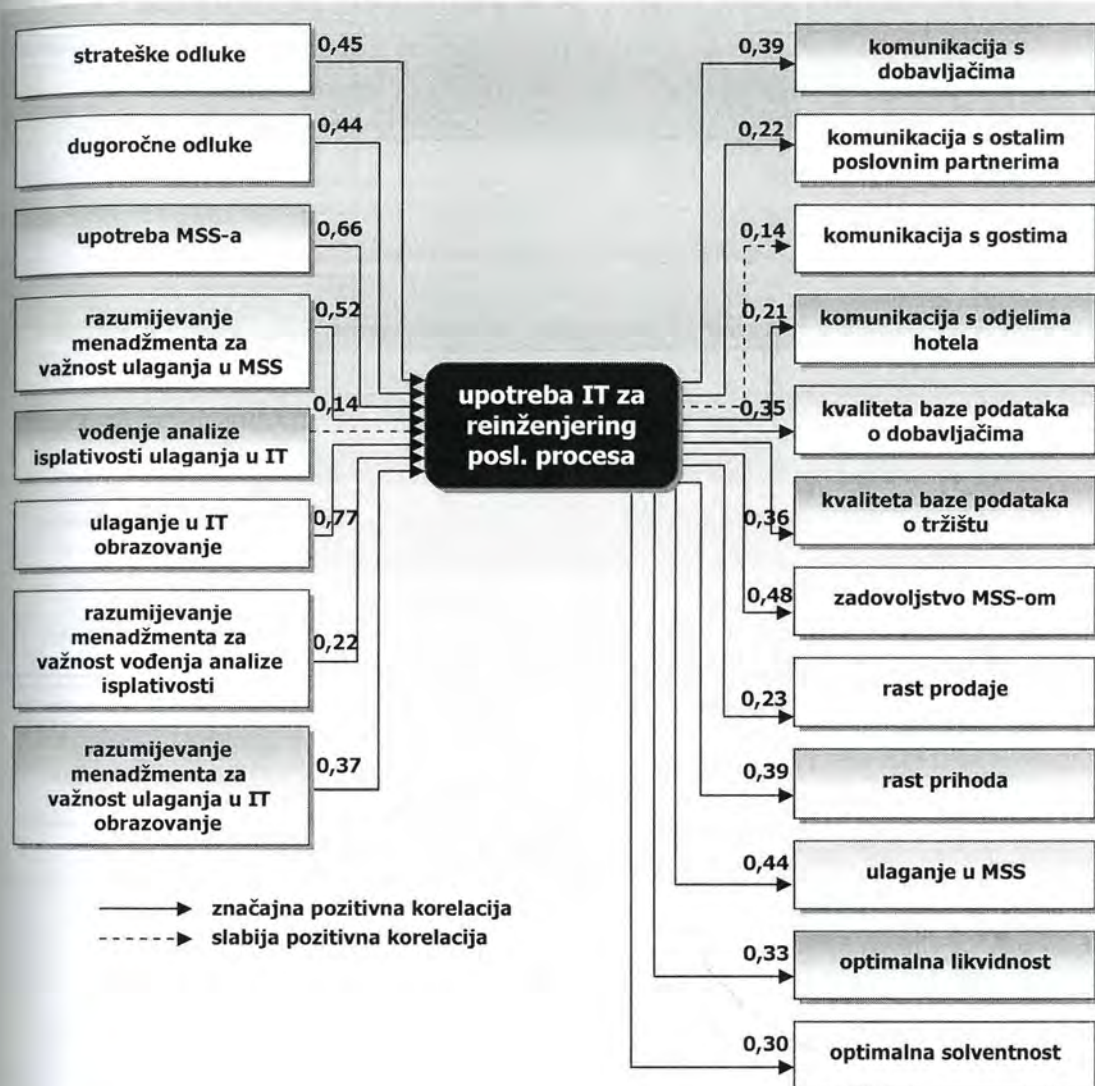 strateške odluke
0,45
dugoročne odluke
0,44
upotreba MSS-a
0,66
razumijevanje
menadžmenta za
važnost ulaganja u MSS
0,52
vođenje analize
isplativosti ulaganja u IT
0,14
ulaganje u IT
obrazovanje
0,77
razumijevanje
menadžmenta za
važnost vođenja analize
isplativosti
0,22
razumijevanje
menadžmenta za
važnost ulaganja u IT
obrazovanje
0,37
upotreba IT za
reinženjering
posl. procesa
0,39
komunikacija s
dobavljačima
0,22
komunikacija s ostalim
poslovnim partnerima
0,14
komunikacija s gostima
0,21
komunikacija s odjelima
hotela
0,35
kvaliteta baze podataka
o dobavljačima
0,36
kvaliteta baze podataka
o tržištu
0,48
zadovoljstvo MSS-om
0,23
rast prodaje
0,39
rast prihoda
0,44
ulaganje u MSS
0,33
optimalna likvidnost
0,30
optimalna solventnost
značajna pozitivna korelacija
slabija pozitivna korelacija